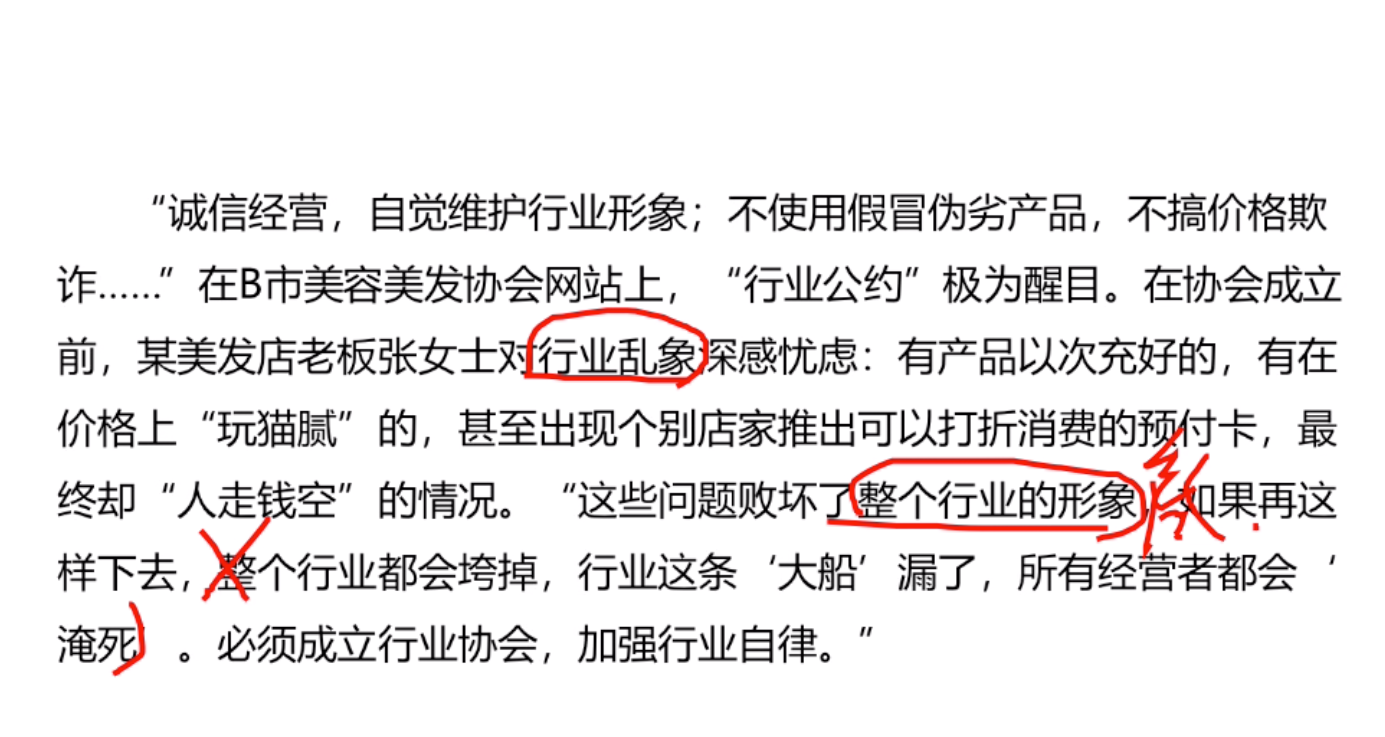 “诚信经营，自觉维护行业形象；不使用假冒伪劣产品，不搞价格欺
诈……”在B市美容美发协会网站上，“行业公约”极为醒目。在协会成立
前，某美发店老板张女士对行业乱象深感忧虑：有产品以次充好的，有在
价格上“玩猫腻”的，甚至出现个别店家推出可以打折消费的预付卡，最
终却“人走钱空”的情况。“这些问题败坏了整个行业的形象，如果再这
样下去，整个行业都会垮掉，行业这条‘大船’漏了，所有经营者都会‘
淹死’。必须成立行业协会，加强行业自律。”